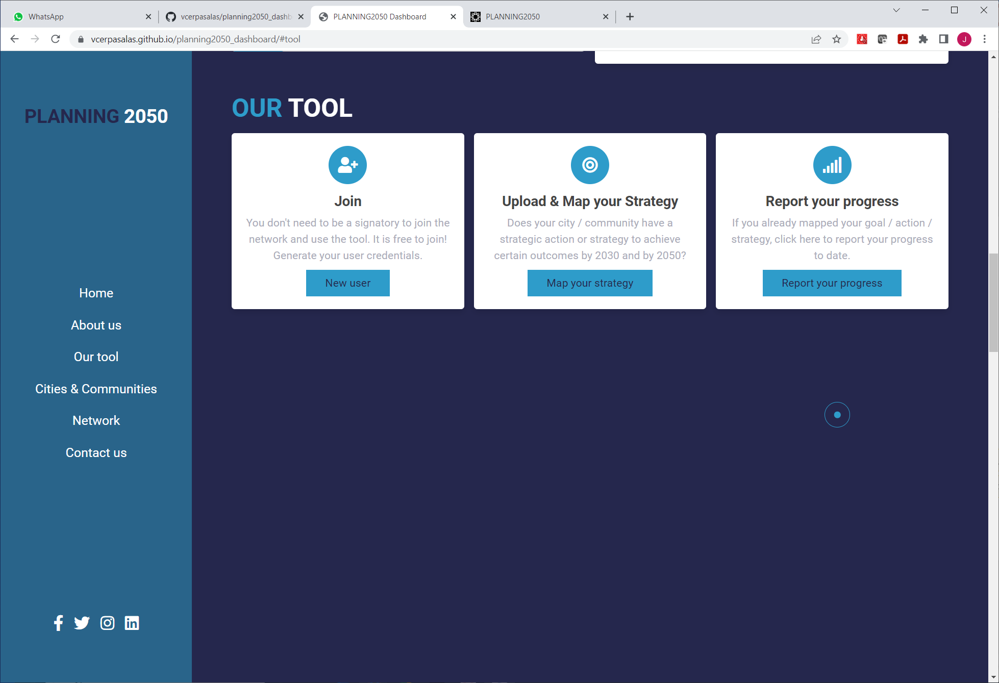 WhatsApp
vcerpasalas/planning2050_dashb
PLANNING2050 Dashboard
PLANNING2050
vcerpasalas.github.io/planning2050_dashboard/#tool
J
PLANNING 2050
Home
About us
Our tool
Cities & Communities
Network
Contact us
OUR TOOL
Join
You don't need to be a signatory to join the
network and use the tool. It is free to join!
Generate your user credentials.
New user
Upload & Map your Strategy
Does your city / community have a
strategic action or strategy to achieve
certain outcomes by 2030 and by 2050?
Map your strategy
Report your progress
If you already mapped your goal / action /
strategy, click here to report your progress
to date.
Report your progress